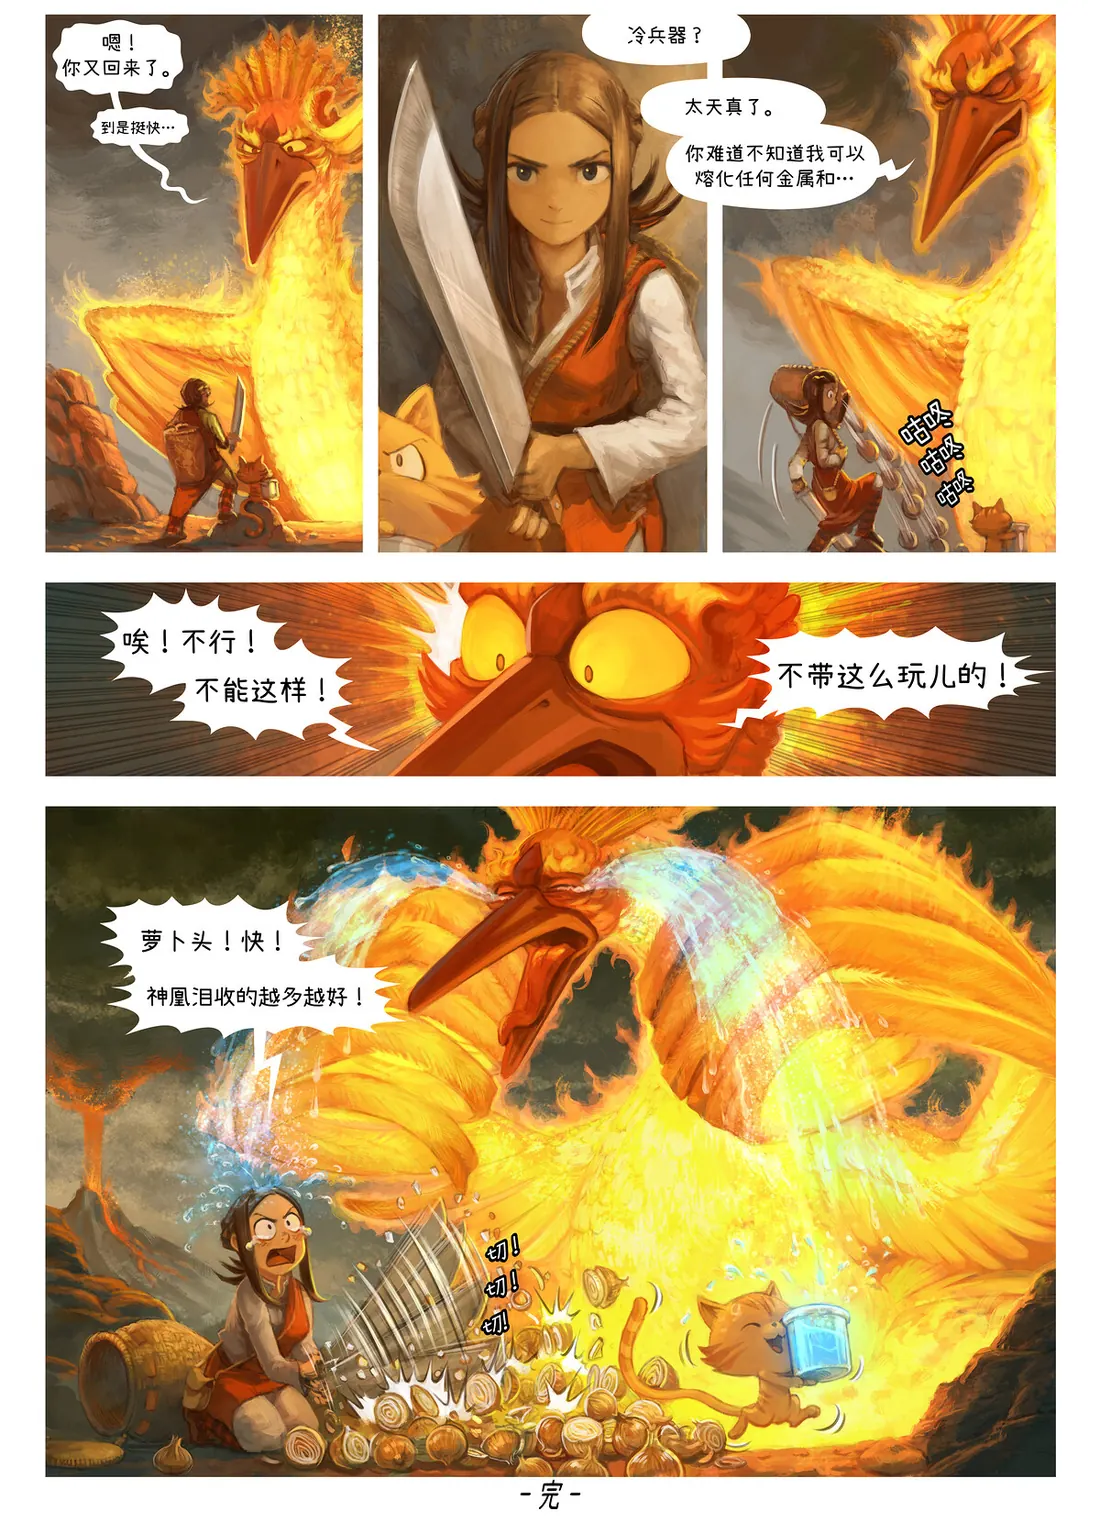 嗯！
你又回来了。
到是挺快…
冷兵器？
太天真了。
你难道不知道我可以
熔化任何金属和…
咕咚
咕咚
咕咚
唉！不行！
不能这样！
不带这么玩儿的！
萝卜头！快！
神凰泪收的越多越好！
切！
切！
切！
-完-